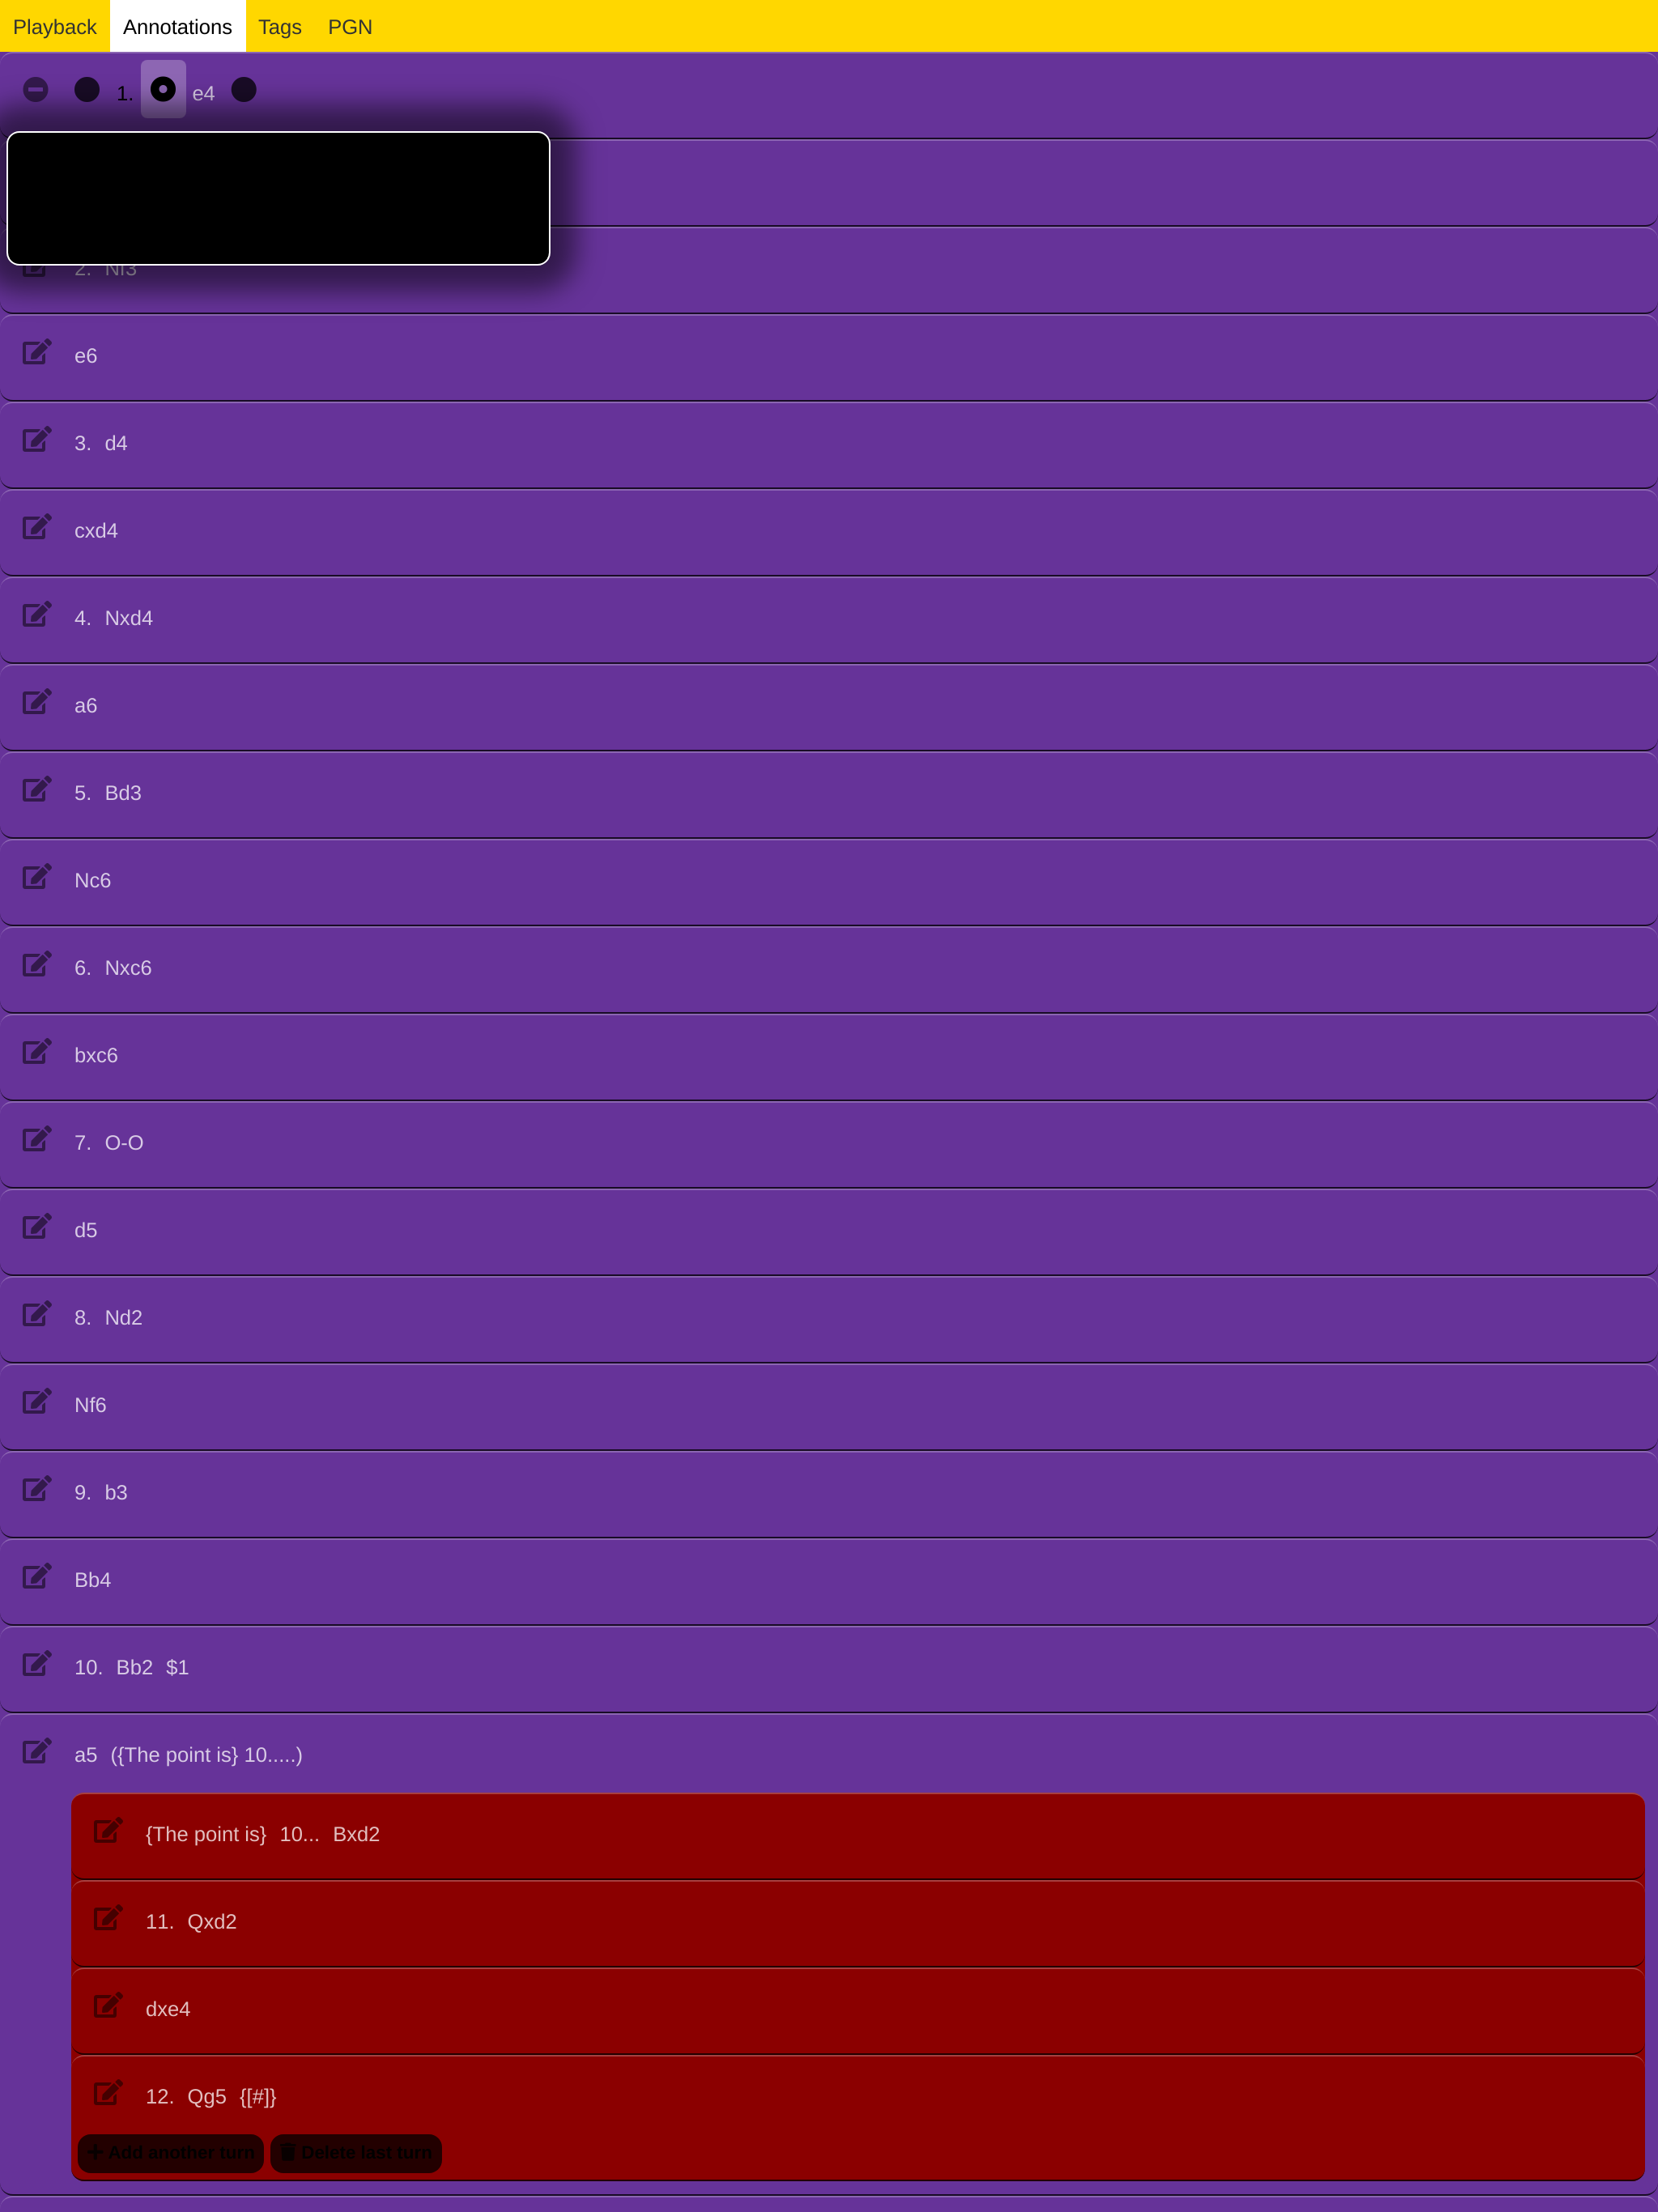 Playback Annotations Tags PGN
1. e4
2. Nf3
e6
3. d4
cxd4
4. Nxd4
a6
5. Bd3
Nc6
6. Nxc6
bxc6
7. O-O
d5
8. Nd2
Nf6
9. b3
Bb4
10. Bb2 $1
a5 ({The point is} 10.....)
{The point is} 10... Bxd2
11. Qxd2
dxe4
12. Qg5 {[#]}
Add another turn Delete last turn